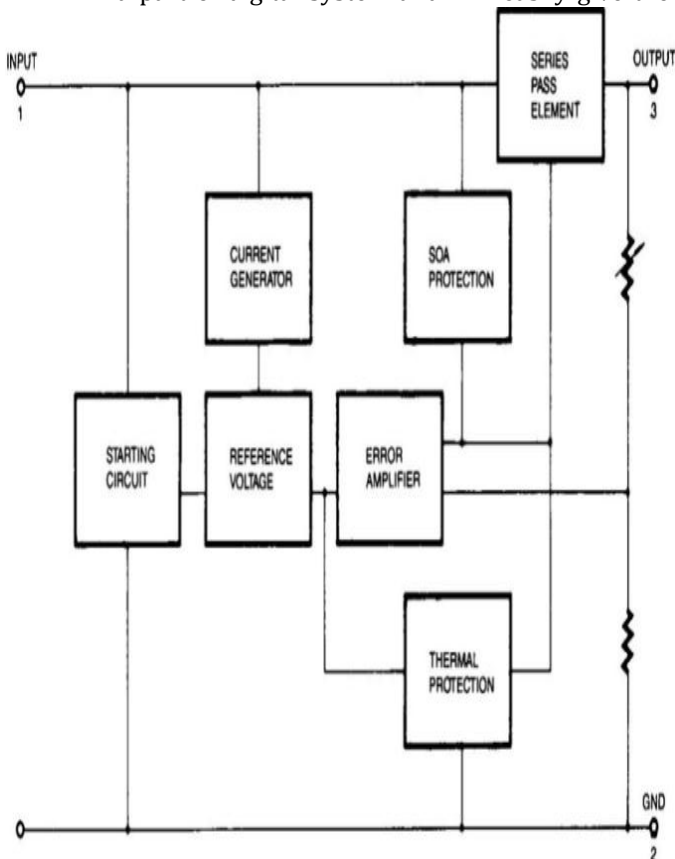 INPUT
1
SERIES
PASS
ELEMENT
OUTPUT
3
CURRENT
GENERATOR
SOA
PROTECTION
STARTING
CIRCUIT
REFERENCE
VOLTAGE
ERROR
AMPLIFIER
THERMAL
PROTECTION
GND
2